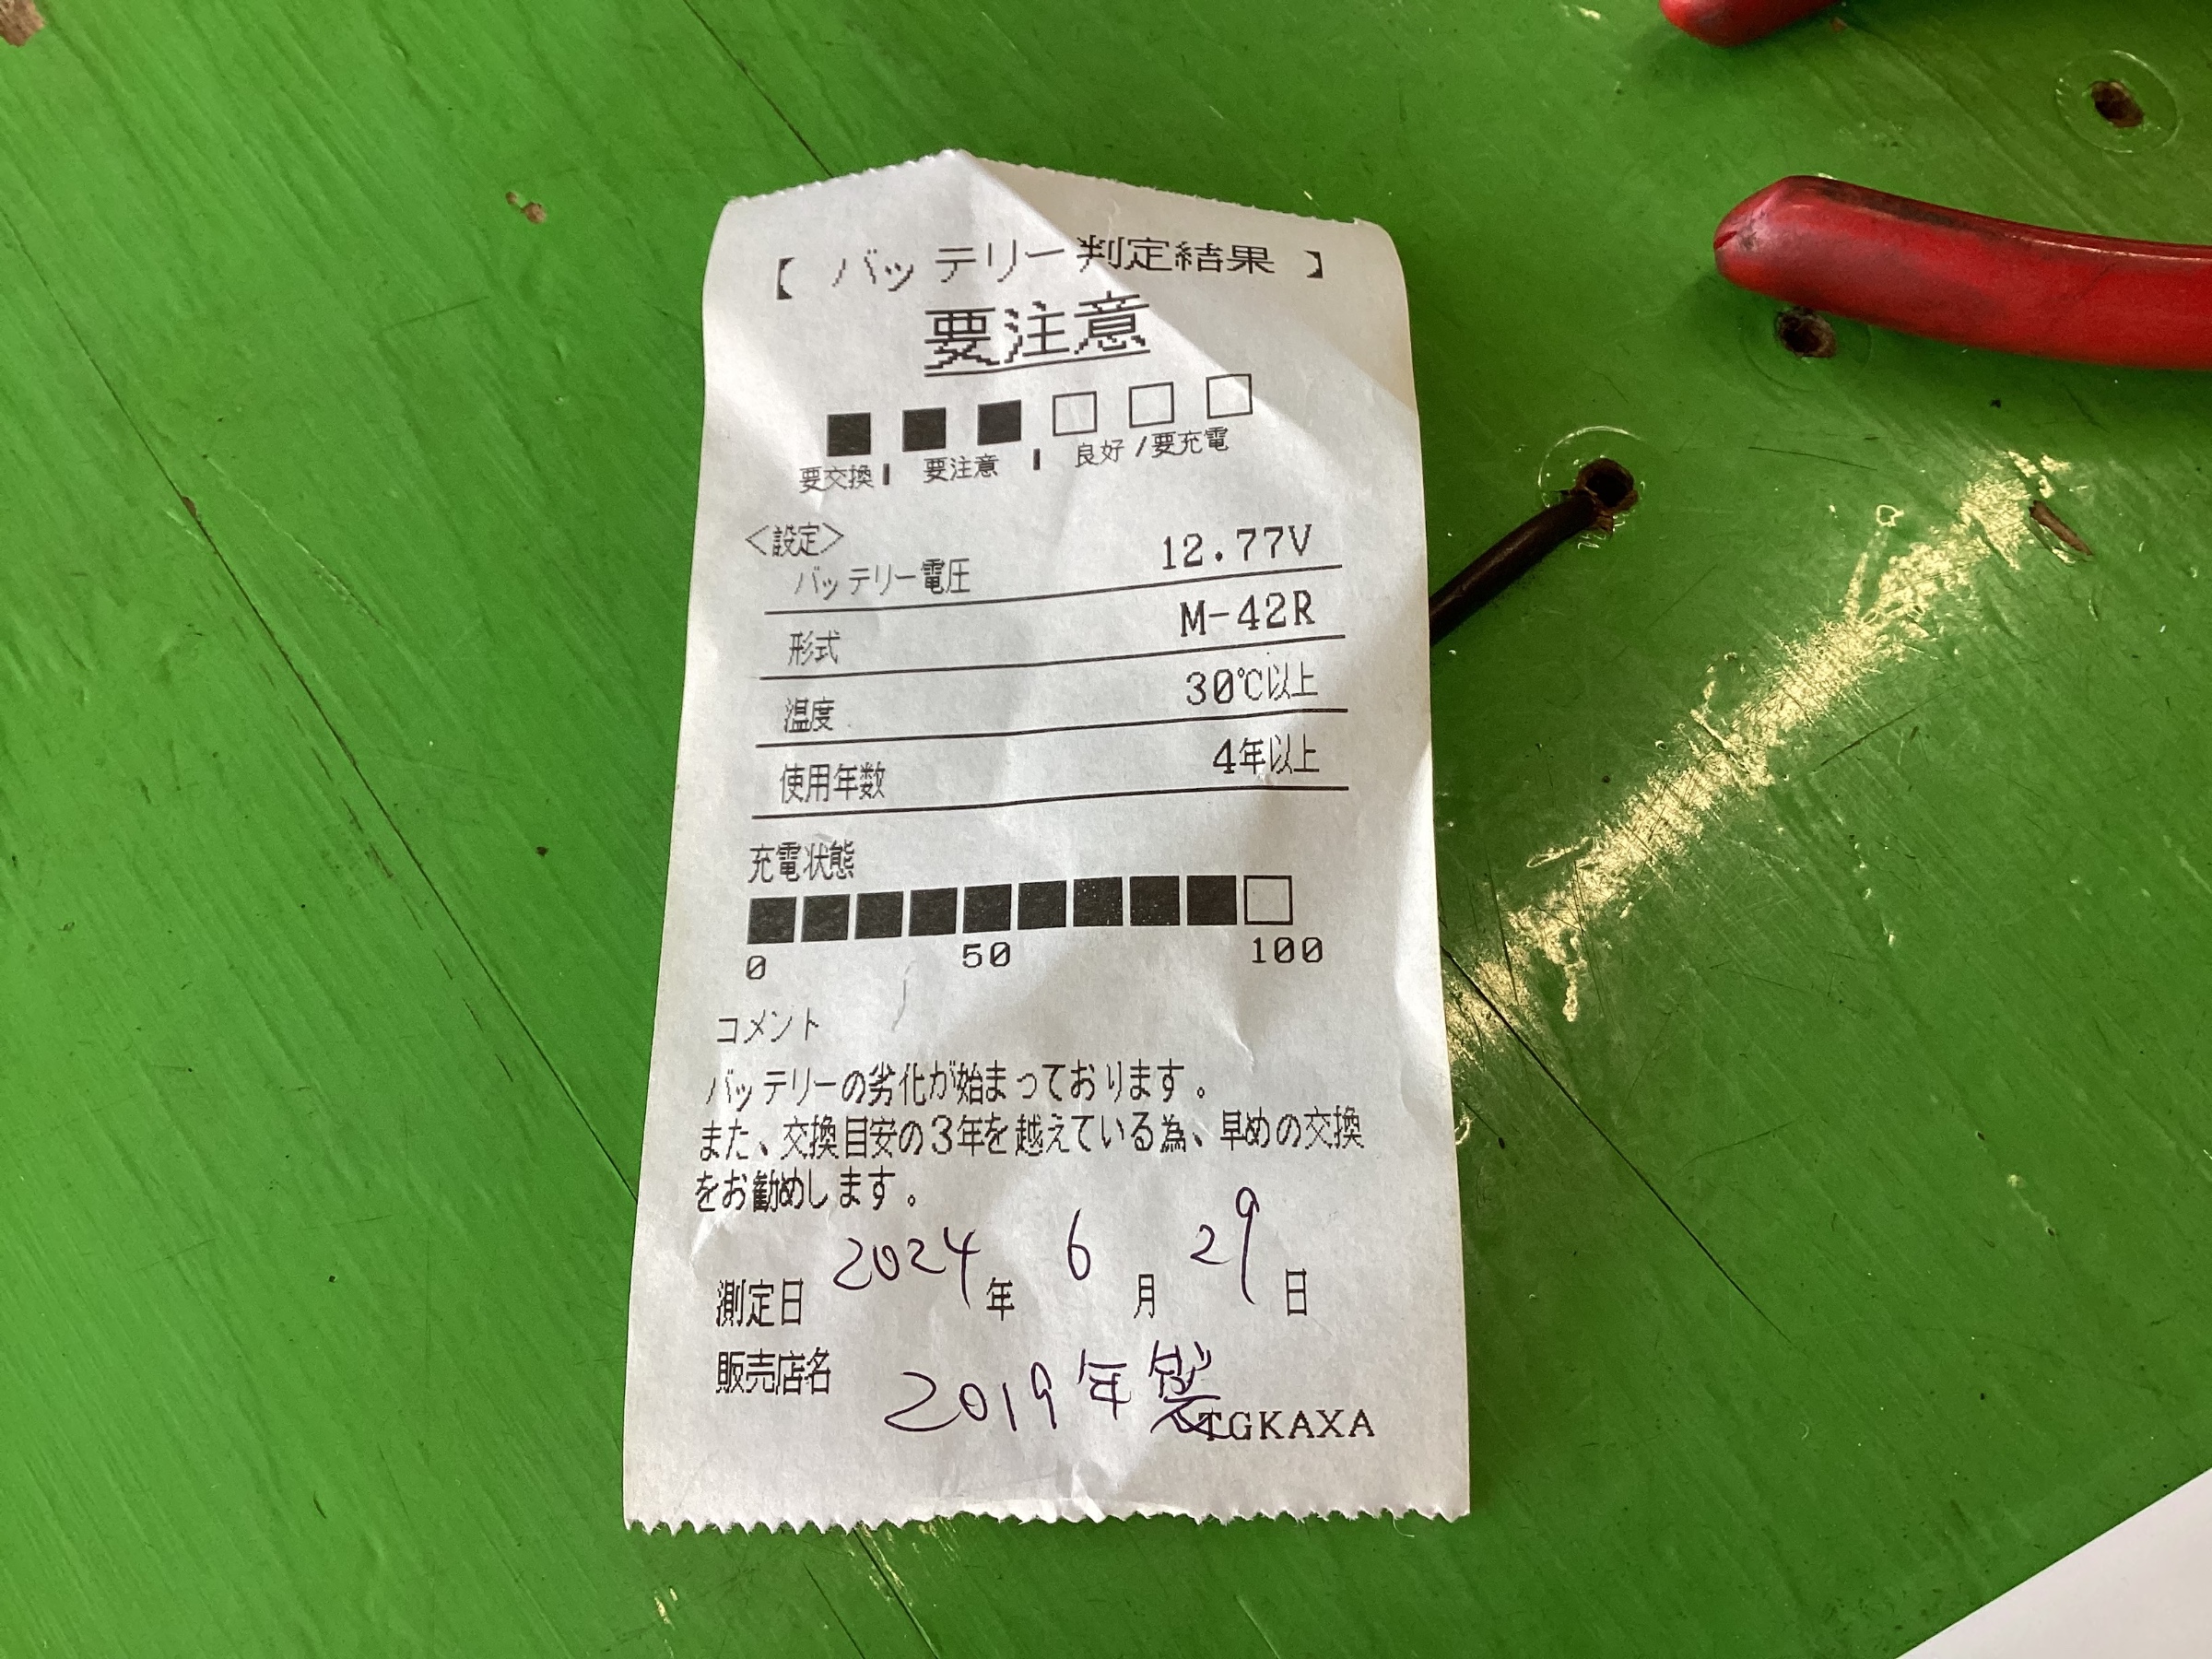 【 バッテリー判定結果 】
要注意
要交換 | 要注意 | 良好/要充電
<設定>
バッテリー電圧 12.77V
形式 M-42R
温度 30℃以上
使用年数 4年以上
充電状態
0 50 100
コメント
バッテリーの劣化が始まっております。
また、交換目安の3年を越えている為、早めの交換
をお勧めします。
測定日 2024年 6月 29日
販売店名 2019年製
TGKAXA